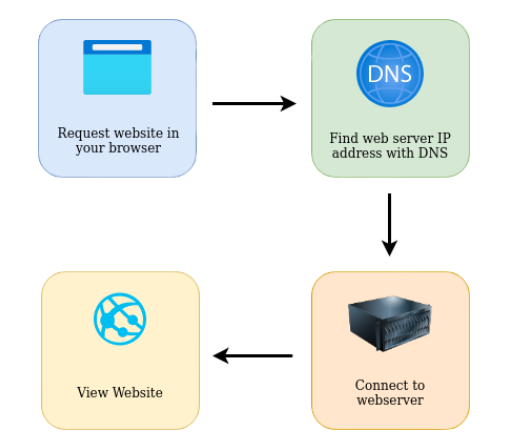 Request website in
your browser
DNS
Find web server IP
address with DNS
View Website
Connect to
webserver